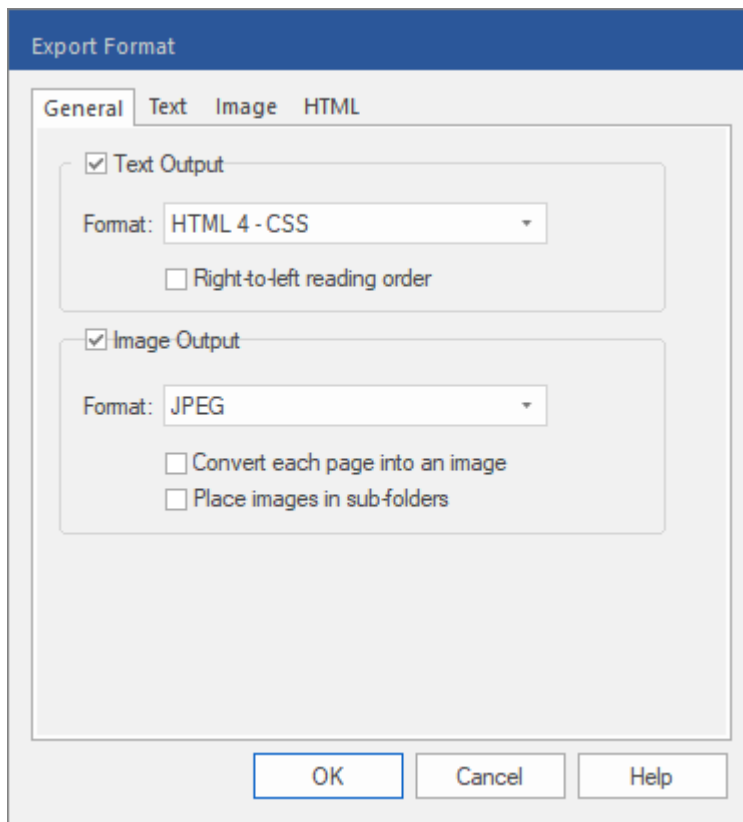 Export Format
General Text Image HTML
Text Output
Format: HTML 4 - CSS
Right-to-left reading order
Image Output
Format: JPEG
Convert each page into an image
Place images in sub-folders
OK Cancel Help